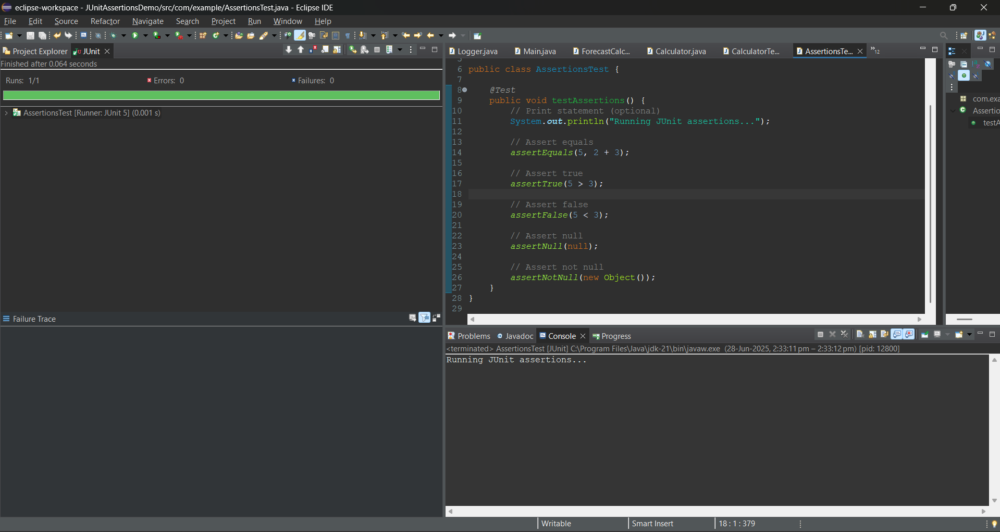 eclipse-workspace - JUnitAssertionsDemo/src/com/example/AssertionsTest.java - Eclipse IDE
File Edit Source Refactor Navigate Search Project Run Window Help
Project Explorer JUnit
Finished after 0.064 seconds
Runs: 1/1 Errors: 0 Failures: 0
AssertionsTest [Runner: JUnit 5] (0.001 s)
Failure Trace
Logger.java Main.java ForecastCalc... Calculator.java CalculatorTe... AssertionsTe... »12
6 public class AssertionsTest {
7
8 @Test
9 public void testAssertions() {
10 // Print statement (optional)
11 System.out.println("Running JUnit assertions...");
12
13 // Assert equals
14 assertEquals(5, 2 + 3);
15
16 // Assert true
17 assertTrue(5 > 3);
18
19 // Assert false
20 assertFalse(5 < 3);
21
22 // Assert null
23 assertNull(null);
24
25 // Assert not null
26 assertNotNull(new Object());
27 }
28 }
29
com.exa
Assertio
testA
Problems Javadoc Console Progress
<terminated> AssertionsTest [JUnit] C:\Program Files\Java\jdk-21\bin\javaw.exe (28-Jun-2025, 2:33:11 pm – 2:33:12 pm) [pid: 12800]
Running JUnit assertions...
Writable Smart Insert 18 : 1 : 379